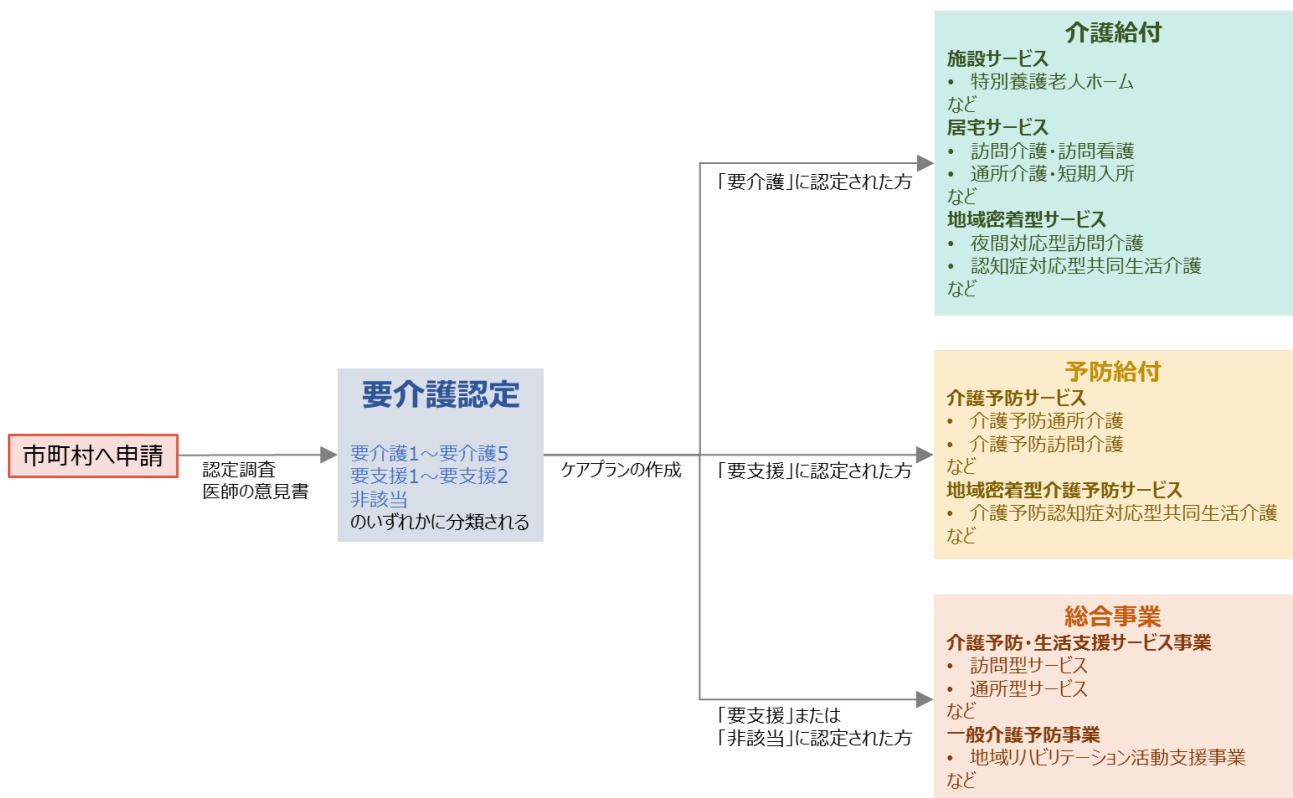 市町村へ申請
認定調査
医師の意見書
要介護認定
要介護1～要介護5
要支援1～要支援2
非該当
のいずれかに分類される
ケアプランの作成
「要介護」に認定された方
介護給付
施設サービス
• 特別養護老人ホーム
など
居宅サービス
• 訪問介護・訪問看護
• 通所介護・短期入所
など
地域密着型サービス
• 夜間対応型訪問介護
• 認知症対応型共同生活介護
など
「要支援」に認定された方
予防給付
介護予防サービス
• 介護予防通所介護
• 介護予防訪問介護
など
地域密着型介護予防サービス
• 介護予防認知症対応型共同生活介護
など
「要支援」または
「非該当」に認定された方
総合事業
介護予防・生活支援サービス事業
• 訪問型サービス
• 通所型サービス
など
一般介護予防事業
• 地域リハビリテーション活動支援事業
など